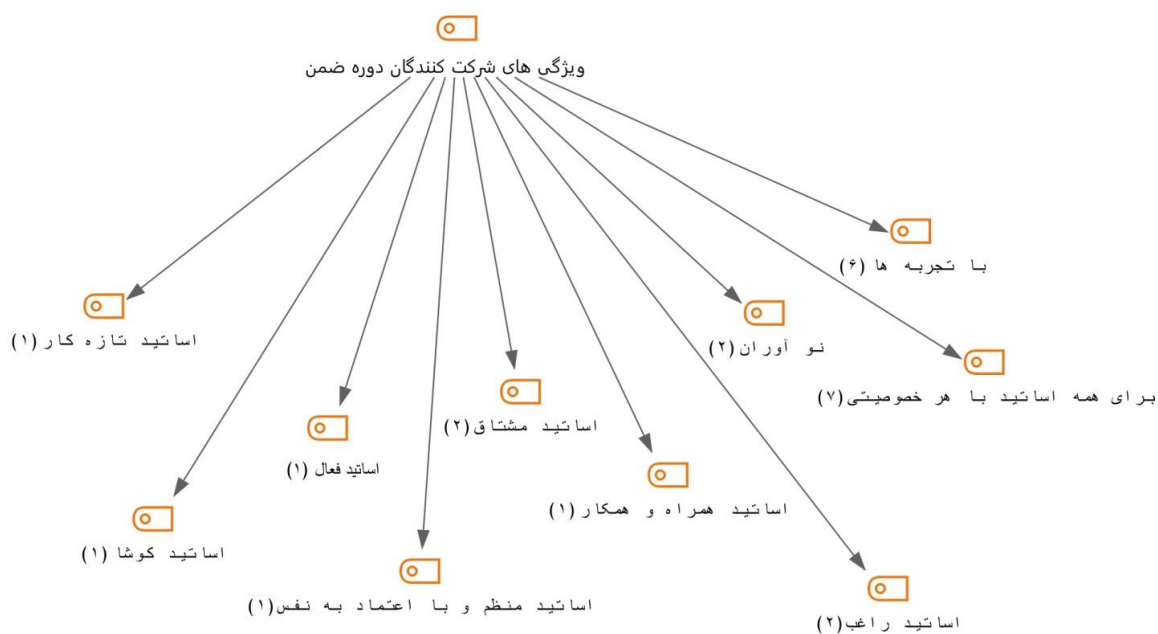 ویژگی های شرکت کنندگان دوره ضمن
با تجربه ها (۶)
اساتید تازه کار (۱)
نو آوران (۲)
برای همه اساتید با هر خصوصیتی (۷)
اساتید مشتاق (۲)
اساتید فعال (۱)
اساتید همراه و همکار (۱)
اساتید کوشا (۱)
اساتید منظم و با اعتماد به نفس (۱)
اساتید راغب (۲)